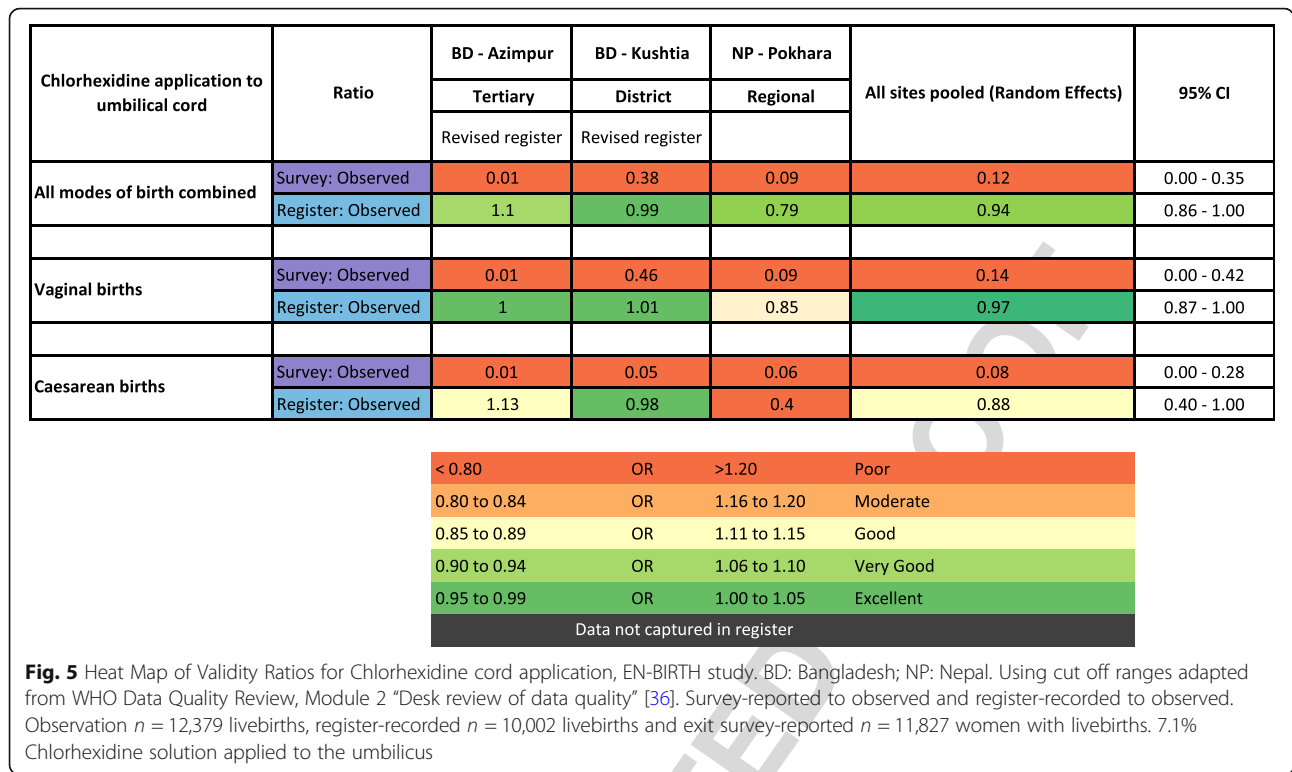 Chlorhexidine application to umbilical cord Ratio BD - Azimpur BD - Kushtia NP - Pokhara All sites pooled (Random Effects) 95% CI
Tertiary District Regional
Revised register Revised register
All modes of birth combined Survey: Observed 0.01 0.38 0.09 0.12 0.00 - 0.35
Register: Observed 1.1 0.99 0.79 0.94 0.86 - 1.00
Vaginal births Survey: Observed 0.01 0.46 0.09 0.14 0.00 - 0.42
Register: Observed 1 1.01 0.85 0.97 0.87 - 1.00
Caesarean births Survey: Observed 0.01 0.05 0.06 0.08 0.00 - 0.28
Register: Observed 1.13 0.98 0.4 0.88 0.40 - 1.00
< 0.80 OR >1.20 Poor
0.80 to 0.84 OR 1.16 to 1.20 Moderate
0.85 to 0.89 OR 1.11 to 1.15 Good
0.90 to 0.94 OR 1.06 to 1.10 Very Good
0.95 to 0.99 OR 1.00 to 1.05 Excellent
Data not captured in register
Fig. 5 Heat Map of Validity Ratios for Chlorhexidine cord application, EN-BIRTH study. BD: Bangladesh; NP: Nepal. Using cut off ranges adapted
from WHO Data Quality Review, Module 2 “Desk review of data quality” [36]. Survey-reported to observed and register-recorded to observed.
Observation n = 12,379 livebirths, register-recorded n = 10,002 livebirths and exit survey-reported n = 11,827 women with livebirths. 7.1%
Chlorhexidine solution applied to the umbilicus